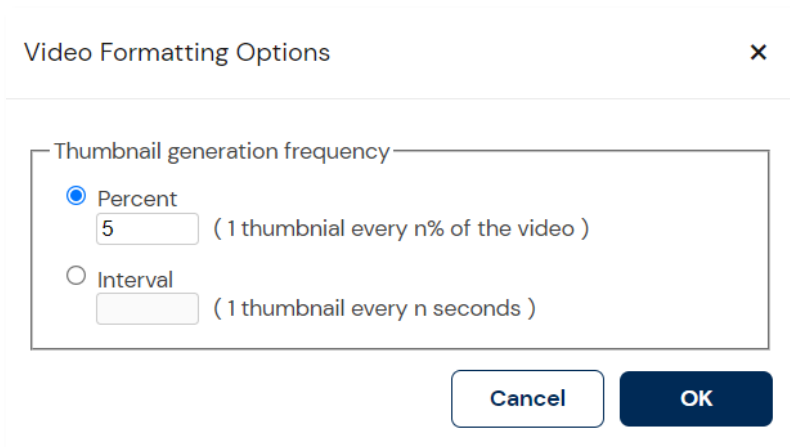 Video Formatting Options ×
Thumbnail generation frequency
Percent
5 ( 1 thumbnial every n% of the video )
Interval
( 1 thumbnail every n seconds )
Cancel OK